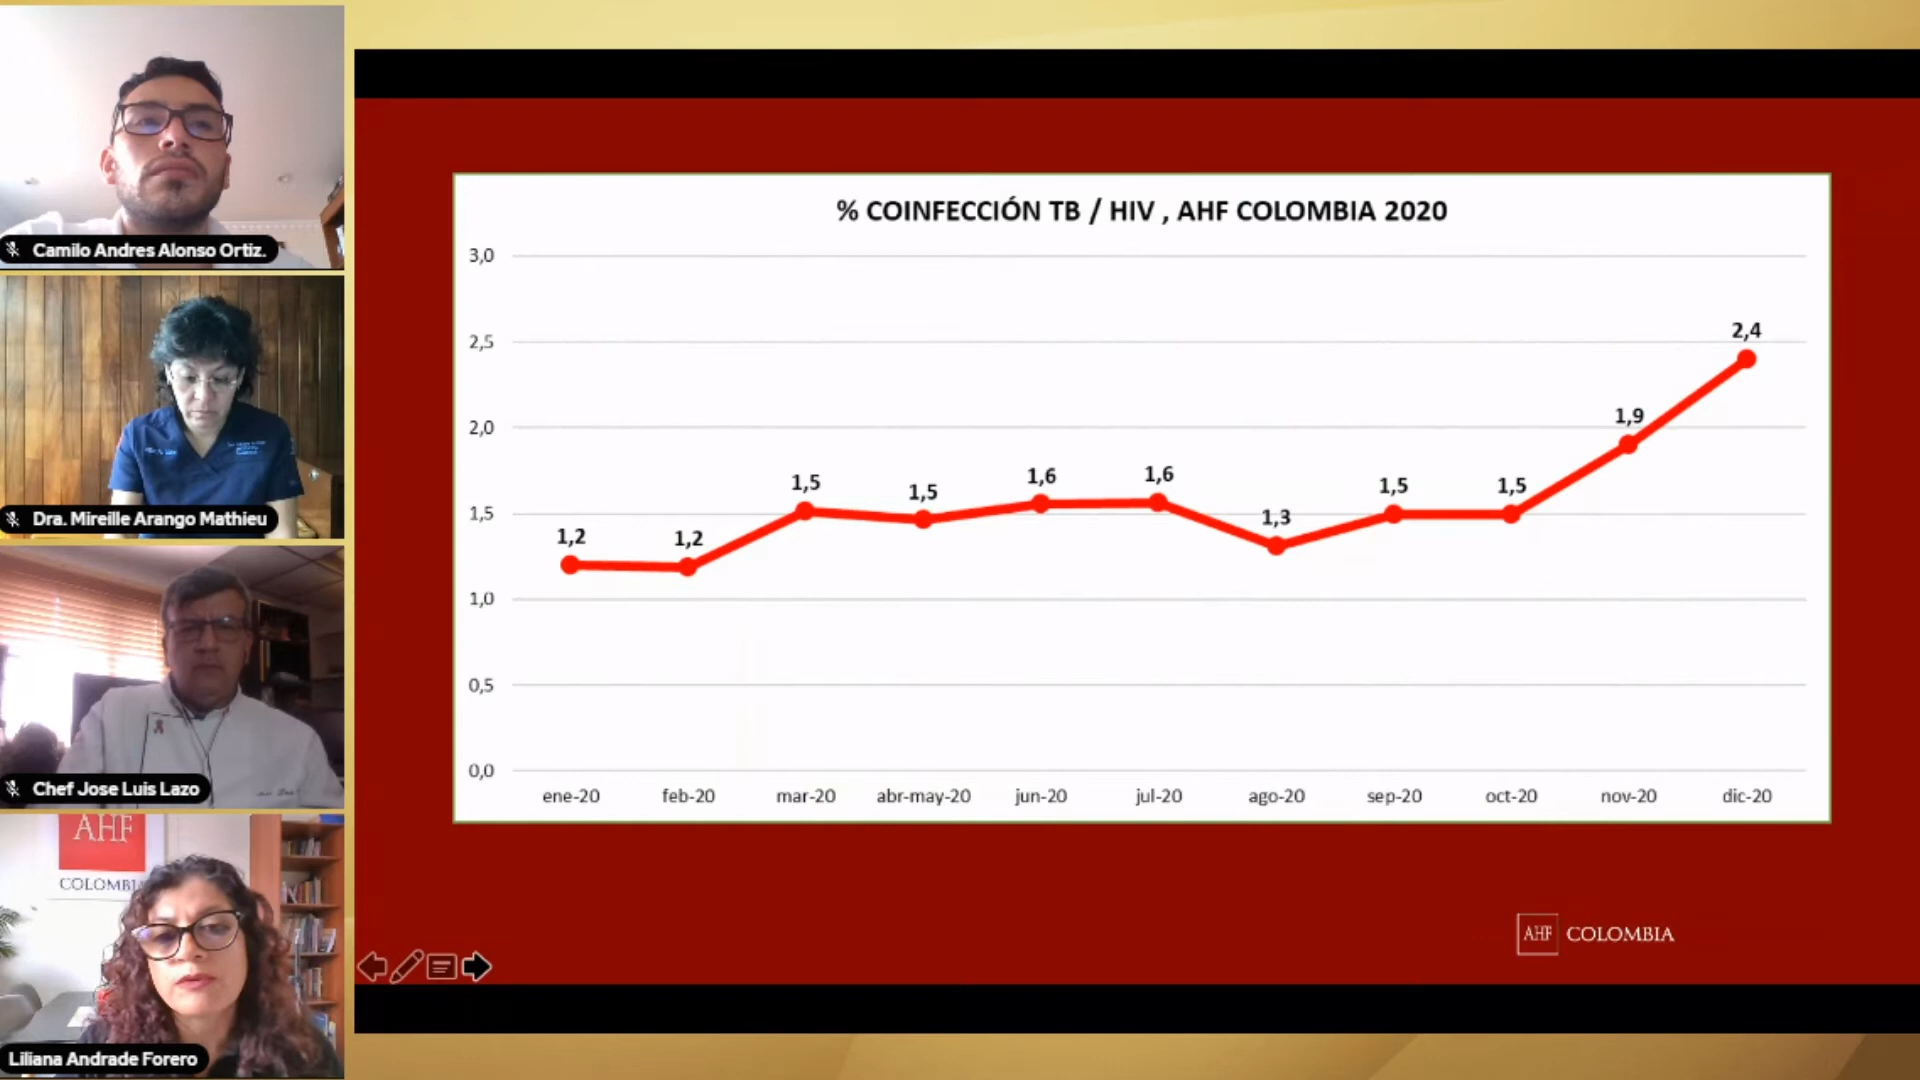 Camilo Andres Alonso Ortiz.
Dra. Mireille Arango Mathieu
Chef Jose Luis Lazo
AHF
COLOMBIA
Liliana Andrade Forero
% COINFECCIÓN TB / HIV , AHF COLOMBIA 2020
3,0
2,5
2,0
1,5
1,0
0,5
0,0
1,2
1,2
1,5
1,5
1,6
1,6
1,3
1,5
1,5
1,9
2,4
ene-20
feb-20
mar-20
abr-may-20
jun-20
jul-20
ago-20
sep-20
oct-20
nov-20
dic-20
AHF COLOMBIA